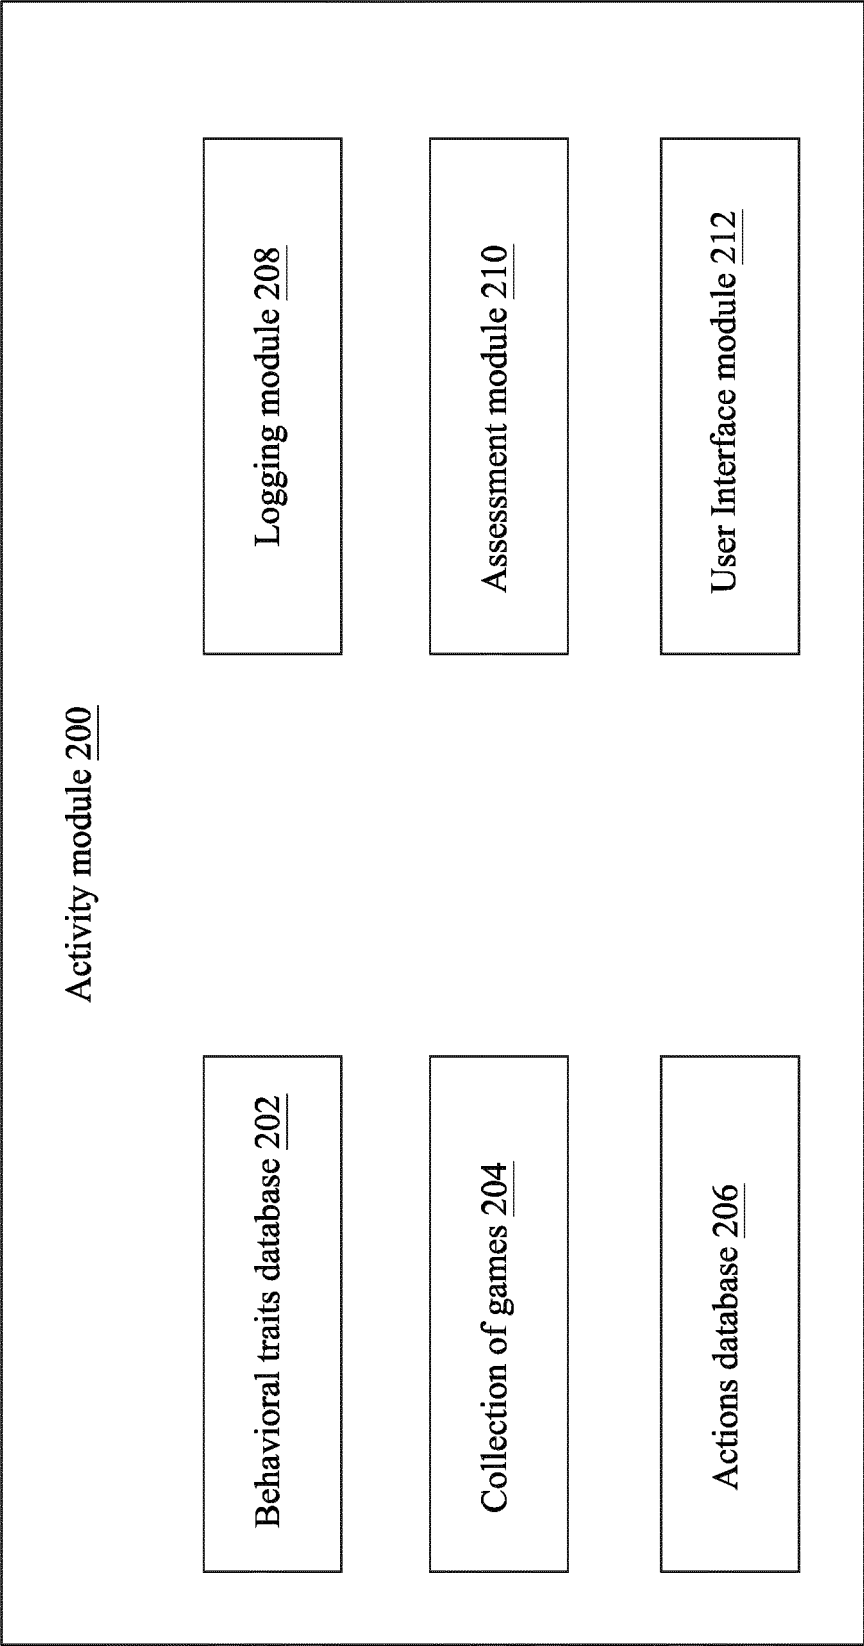 Activity module 200
Behavioral traits database 202
Collection of games 204
Actions database 206
Logging module 208
Assessment module 210
User Interface module 212